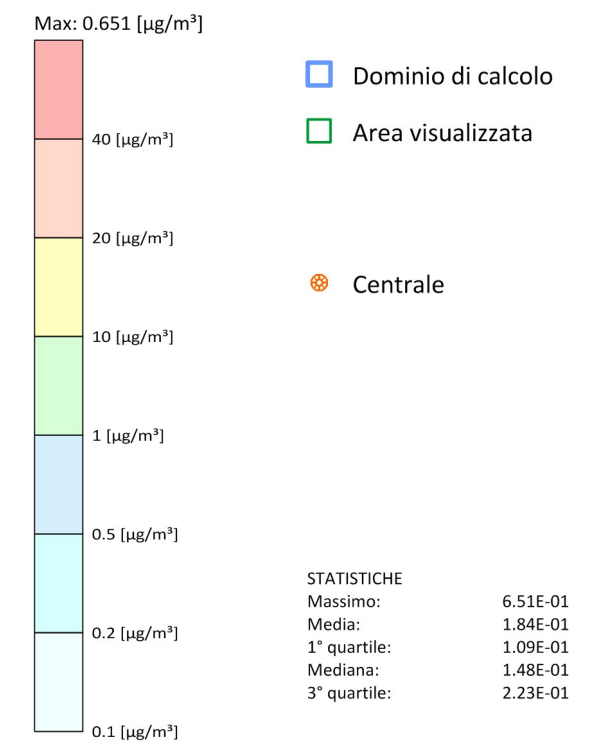 Max: 0.651 [µg/m³]
40 [µg/m³]
20 [µg/m³]
10 [µg/m³]
1 [µg/m³]
0.5 [µg/m³]
0.2 [µg/m³]
0.1 [µg/m³]
Dominio di calcolo
Area visualizzata
Centrale
STATISTICHE
Massimo: 6.51E-01
Media: 1.84E-01
1° quartile: 1.09E-01
Mediana: 1.48E-01
3° quartile: 2.23E-01